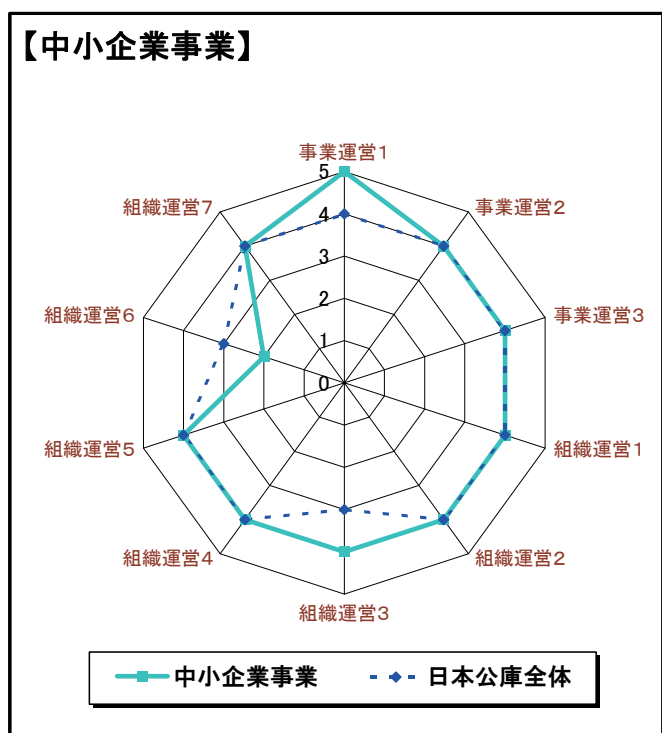 【中小企業事業】
事業運営1
事業運営2
事業運営3
組織運営1
組織運営2
組織運営3
組織運営4
組織運営5
組織運営6
組織運営7
5
4
3
2
1
0
中小企業事業
日本公庫全体